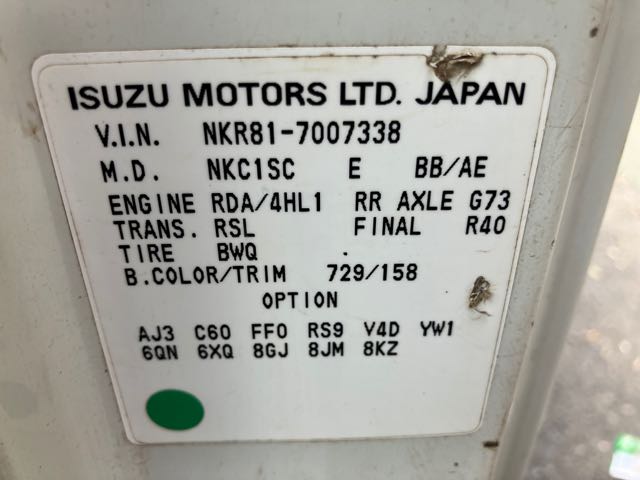 ISUZU MOTORS LTD. JAPAN
V.I.N. NKR81-7007338
M.D. NKC1SC E BB/AE
ENGINE RDA/4HL1 RR AXLE G73
TRANS. RSL FINAL R40
TIRE BWQ
B.COLOR/TRIM 729/158
OPTION
AJ3 C60 FF0 RS9 V4D YW1
6QN 6XQ 8GJ 8JM 8KZ